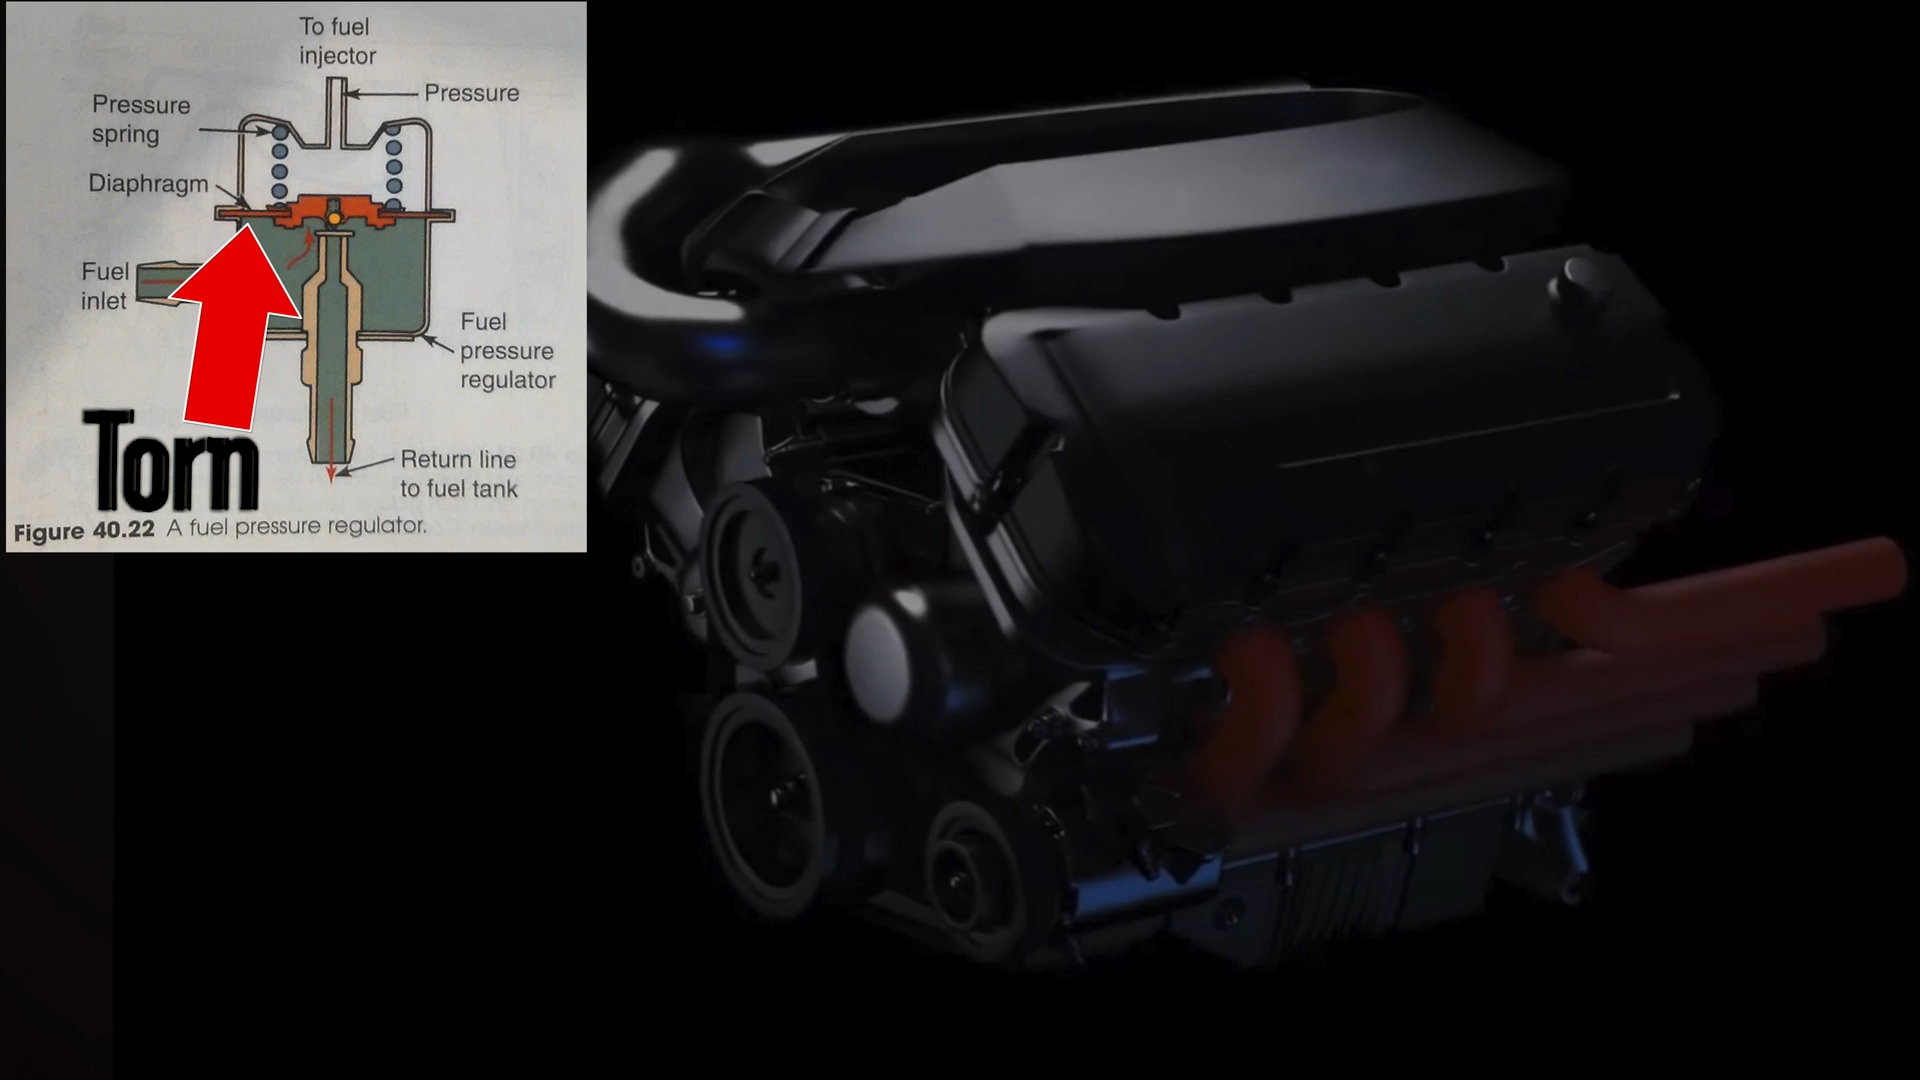 To fuel
injector
Pressure
Pressure
spring
Diaphragm
Fuel
inlet
Fuel
pressure
regulator
Torn
Return line
to fuel tank
Figure 40.22 A fuel pressure regulator.